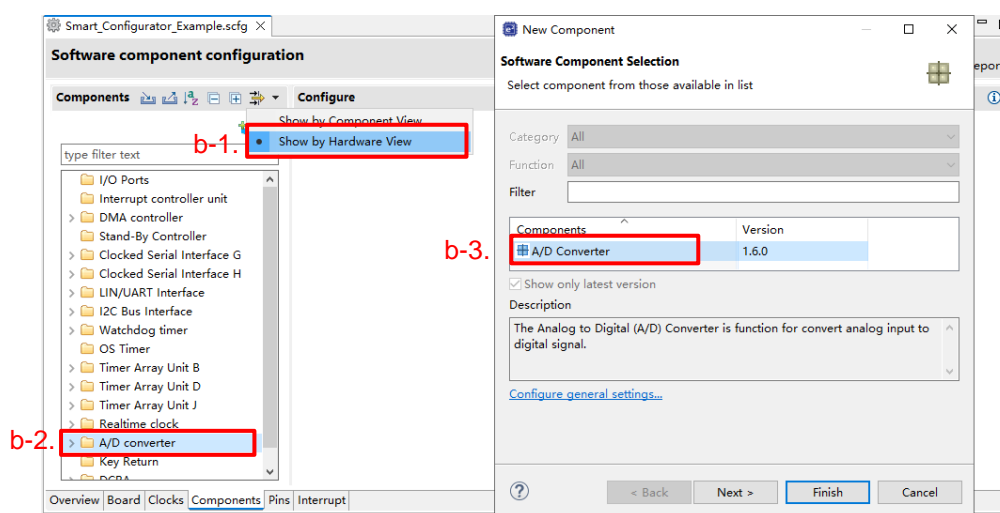 Smart_Configurator_Example.scfg
Software component configuration
Components
Configure
Show by Component View
b-1.
Show by Hardware View
type filter text
I/O Ports
Interrupt controller unit
DMA controller
Stand-By Controller
Clocked Serial Interface G
Clocked Serial Interface H
LIN/UART Interface
I2C Bus Interface
Watchdog timer
OS Timer
Timer Array Unit B
Timer Array Unit D
Timer Array Unit J
Realtime clock
b-2.
A/D converter
Key Return
Overview Board Clocks Components Pins Interrupt
New Component
Software Component Selection
Select component from those available in list
Category All
Function All
Filter
Components Version
b-3.
A/D Converter 1.6.0
Show only latest version
Description
The Analog to Digital (A/D) Converter is function for convert analog input to
digital signal.
Configure general settings...
< Back Next > Finish Cancel